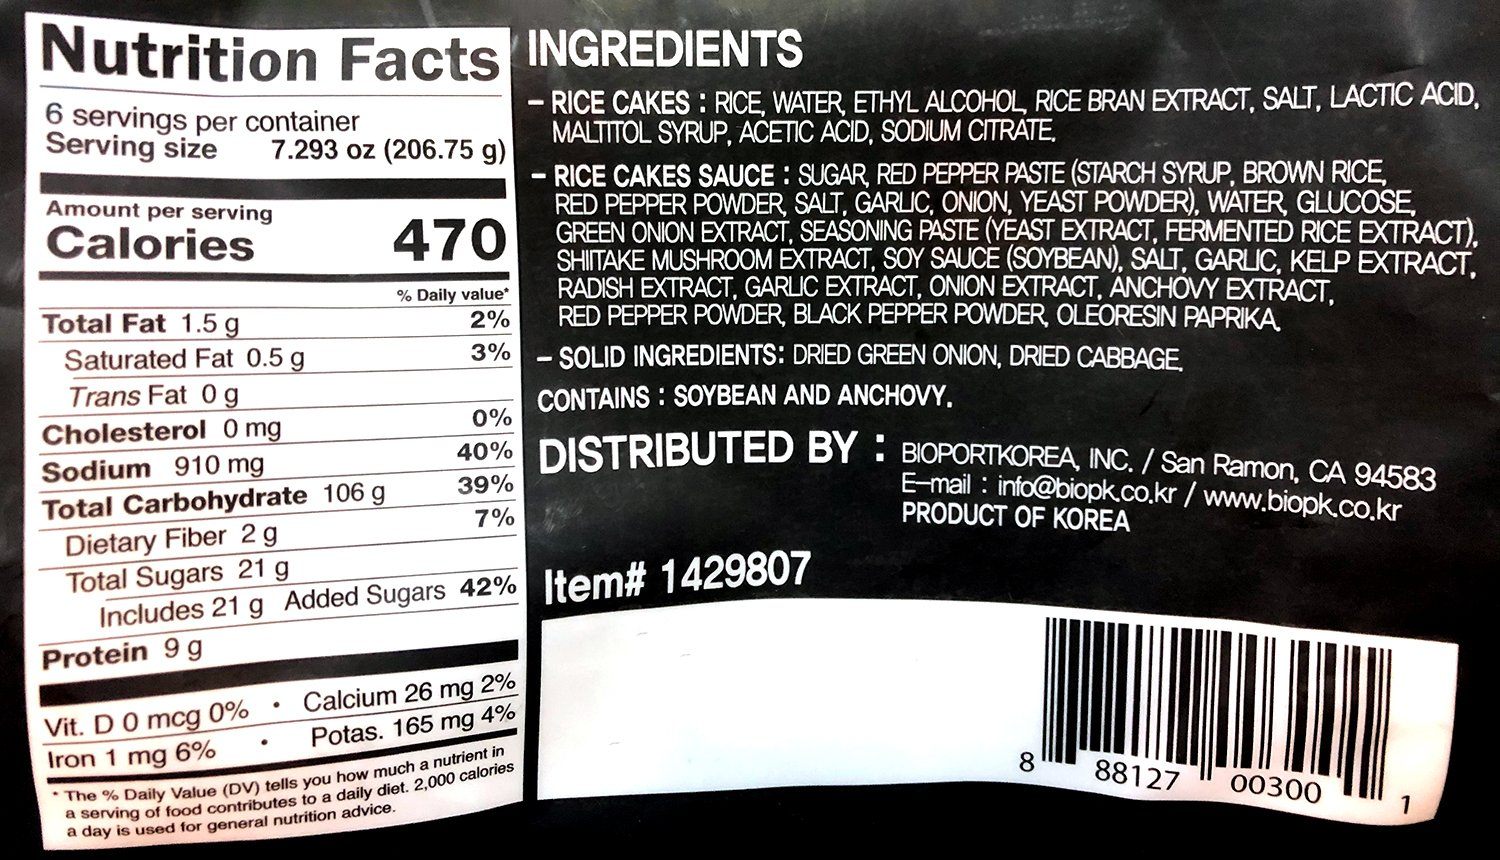 Nutrition Facts
6 servings per container
Serving size 7.293 oz (206.75 g)
Amount per serving
Calories 470
% Daily value*
Total Fat 1.5 g 2%
Saturated Fat 0.5 g 3%
Trans Fat 0 g
Cholesterol 0 mg 0%
Sodium 910 mg 40%
Total Carbohydrate 106 g 39%
Dietary Fiber 2 g 7%
Total Sugars 21 g
Includes 21 g Added Sugars 42%
Protein 9 g
Vit. D 0 mcg 0% • Calcium 26 mg 2%
Iron 1 mg 6% • Potas. 165 mg 4%
* The % Daily Value (DV) tells you how much a nutrient in
a serving of food contributes to a daily diet. 2,000 calories
a day is used for general nutrition advice.
INGREDIENTS
– RICE CAKES : RICE, WATER, ETHYL ALCOHOL, RICE BRAN EXTRACT, SALT, LACTIC ACID,
MALTITOL SYRUP, ACETIC ACID, SODIUM CITRATE.
– RICE CAKES SAUCE : SUGAR, RED PEPPER PASTE (STARCH SYRUP, BROWN RICE,
RED PEPPER POWDER, SALT, GARLIC, ONION, YEAST POWDER), WATER, GLUCOSE,
GREEN ONION EXTRACT, SEASONING PASTE (YEAST EXTRACT, FERMENTED RICE EXTRACT),
SHIITAKE MUSHROOM EXTRACT, SOY SAUCE (SOYBEAN), SALT, GARLIC, KELP EXTRACT,
RADISH EXTRACT, GARLIC EXTRACT, ONION EXTRACT, ANCHOVY EXTRACT,
RED PEPPER POWDER, BLACK PEPPER POWDER, OLEORESIN PAPRIKA.
– SOLID INGREDIENTS: DRIED GREEN ONION, DRIED CABBAGE.
CONTAINS : SOYBEAN AND ANCHOVY.
DISTRIBUTED BY : BIOPORTKOREA, INC. / San Ramon, CA 94583
E-mail : info@biopk.co.kr / www.biopk.co.kr
PRODUCT OF KOREA
Item# 1429807
8 88127 00300 1